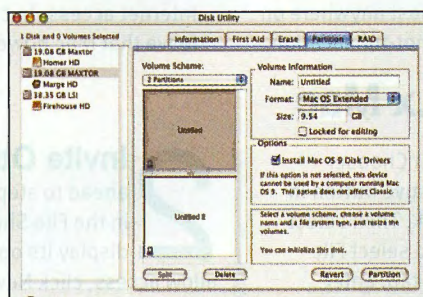 Disk Utility
1 Disk and 0 Volumes Selected
19.08 GB Maxtor
Homer HD
19.08 GB MAXTOR
Marge HD
38.35 GB LSI
Firehouse HD
Information
First Aid
Erase
Partition
RAID
Volume Scheme:
2 Partitions
Untitled
Untitled 2
Split
Delete
Volume Information
Name: Untitled
Format: Mac OS Extended
Size: 9.54 GB
Locked for editing
Options
Install Mac OS 9 Disk Drivers
If this option is not selected, this device
cannot be used by a computer running Mac
OS 9. This option does not affect Classic.
Select a volume scheme, choose a volume
name and a file system type, and resize the
volumes.
You can initialize this disk.
Revert
Partition